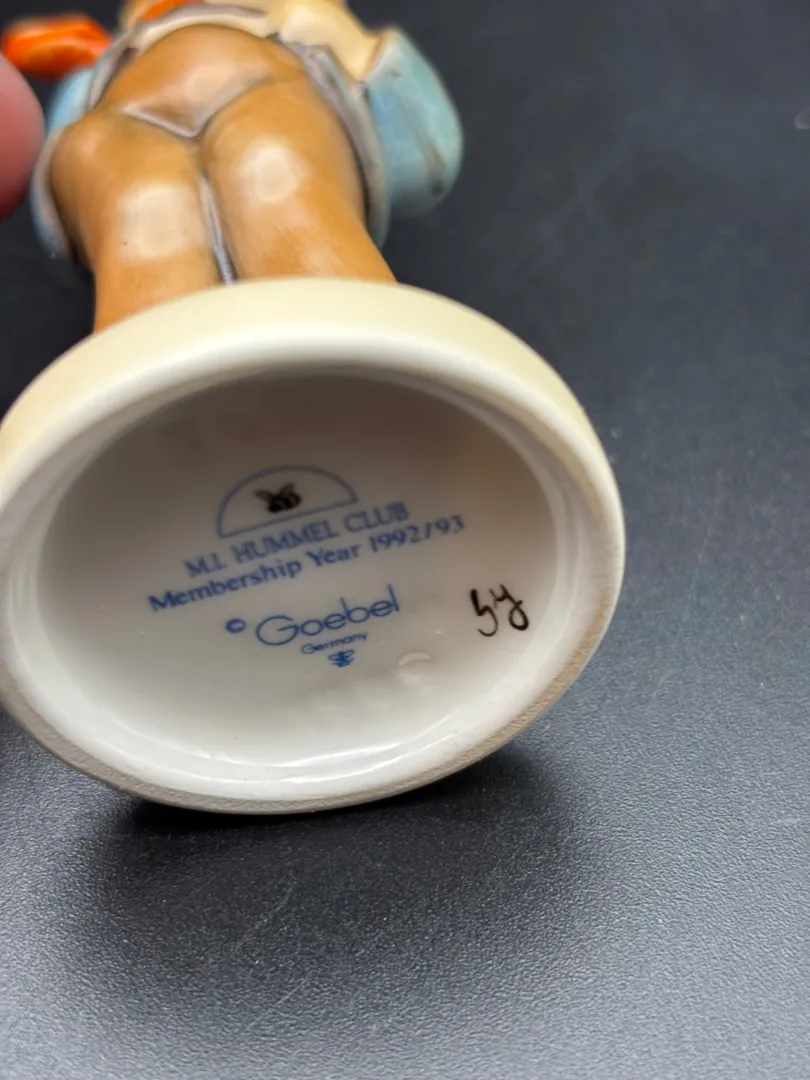 M.I. HUMMEL CLUB
Membership Year 1992/93
© Goebel
Germany